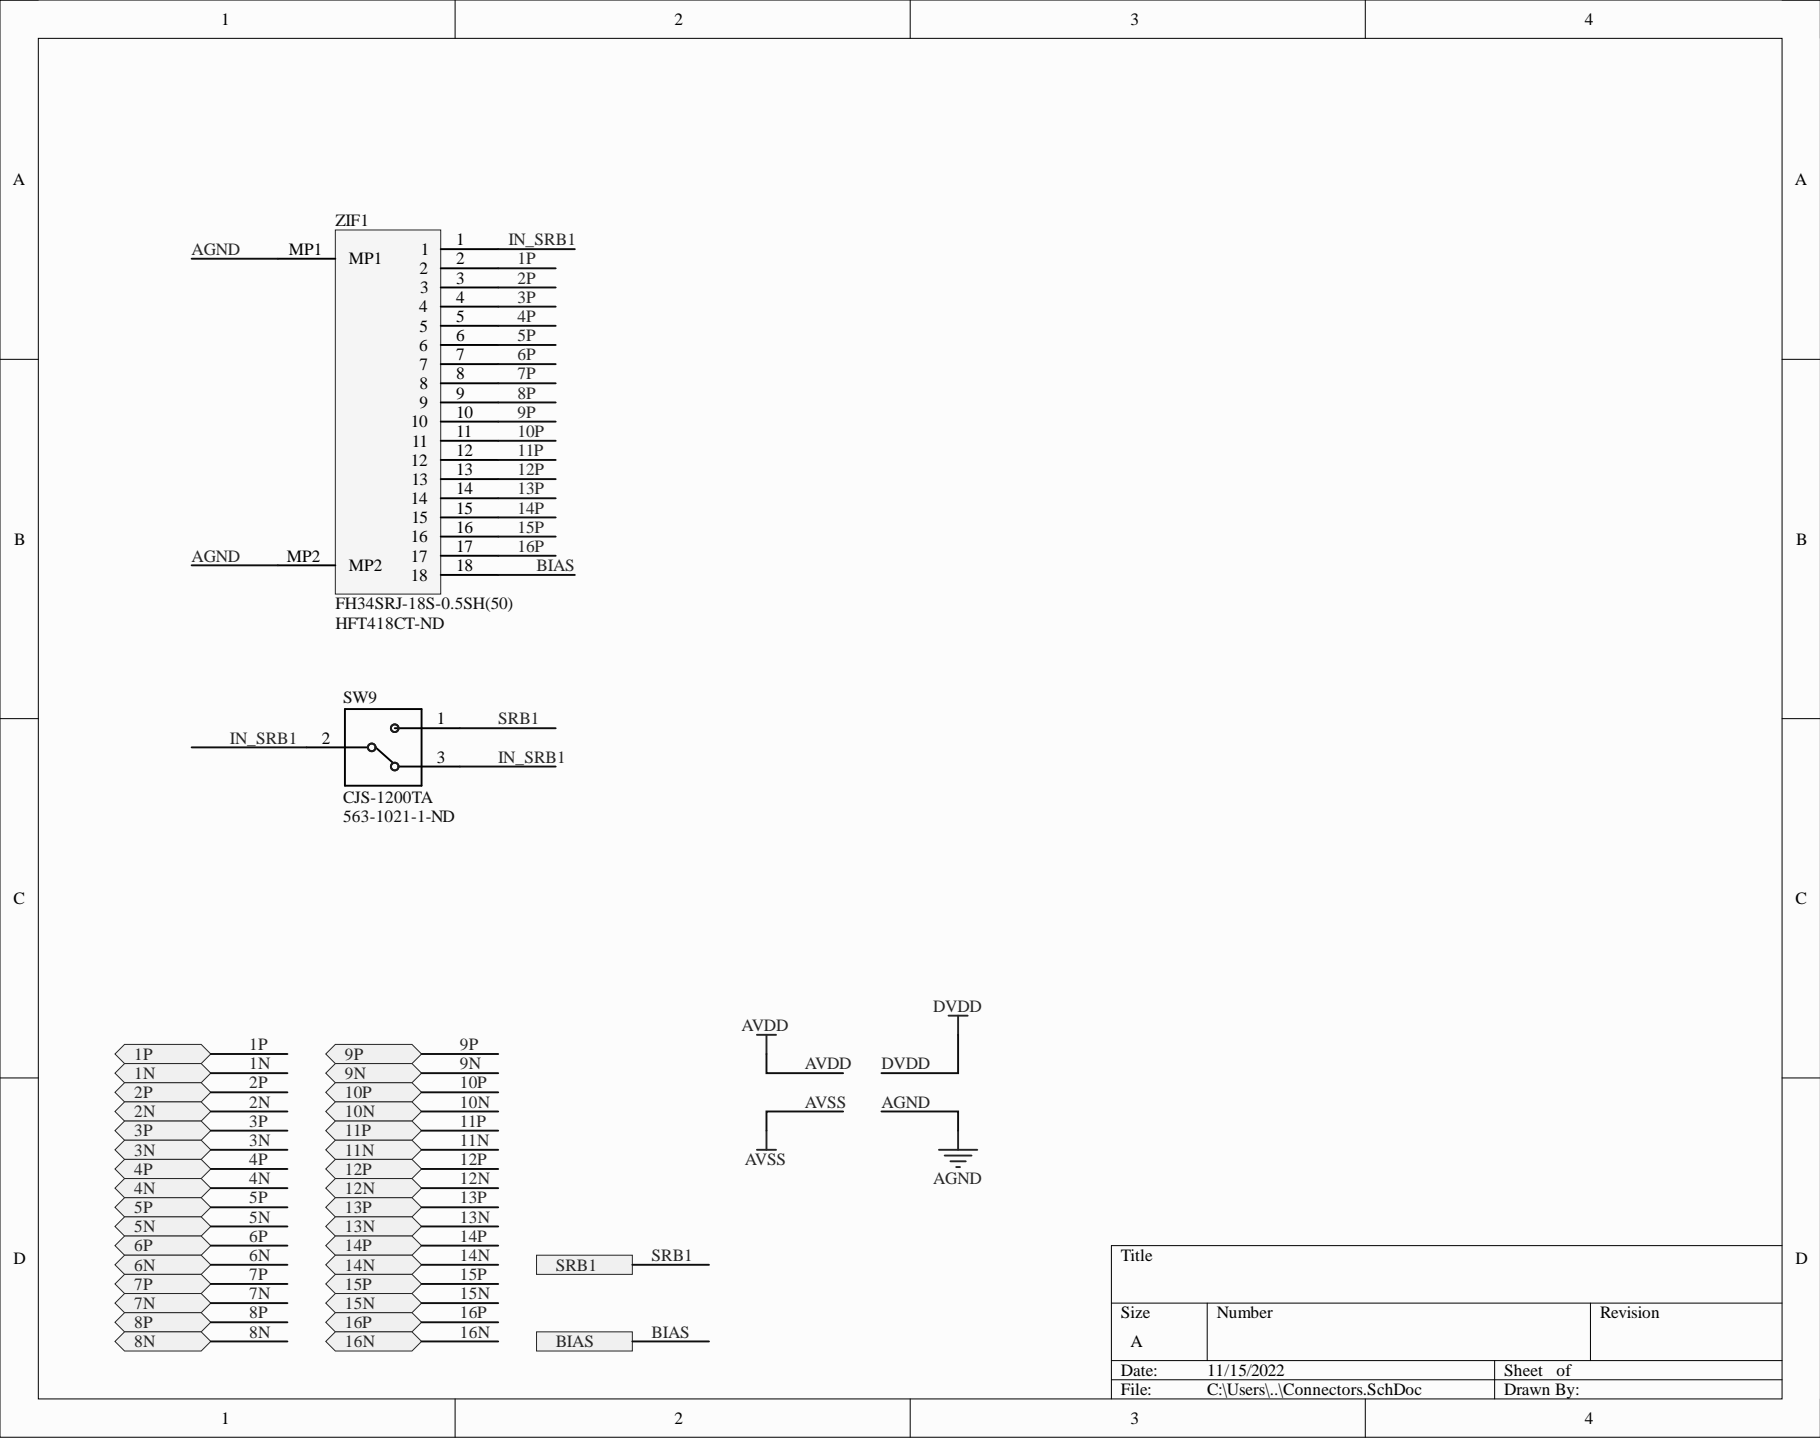 1 2 3 4
A A
ZIF1
AGND MP1 MP1 1 1 IN_SRB1
2 2 1P
3 3 2P
4 4 3P
5 5 4P
6 6 5P
7 7 6P
8 8 7P
9 9 8P
10 10 9P
11 11 10P
12 12 11P
13 13 12P
14 14 13P
15 15 14P
16 16 15P
17 17 16P
AGND MP2 MP2 18 18 BIAS
FH34SRJ-18S-0.5SH(50)
HFT418CT-ND
B B
SW9
1 SRB1
IN_SRB1 2
3 IN_SRB1
CJS-1200TA
563-1021-1-ND
C C
1P 1P 9P 9P
1N 1N 9N 9N
2P 2P 10P 10P
2N 2N 10N 10N
3P 3P 11P 11P
3N 3N 11N 11N
4P 4P 12P 12P
4N 4N 12N 12N
5P 5P 13P 13P
5N 5N 13N 13N
6P 6P 14P 14P
6N 6N 14N 14N
7P 7P 15P 15P
7N 7N 15N 15N
8P 8P 16P 16P
8N 8N 16N 16N
SRB1 SRB1
BIAS BIAS
AVDD DVDD
AVDD DVDD
AVSS AGND
AVSS AGND
D D
Title
Size Number Revision
A
Date: 11/15/2022 Sheet of
File: C:\Users\..\Connectors.SchDoc Drawn By:
1 2 3 4